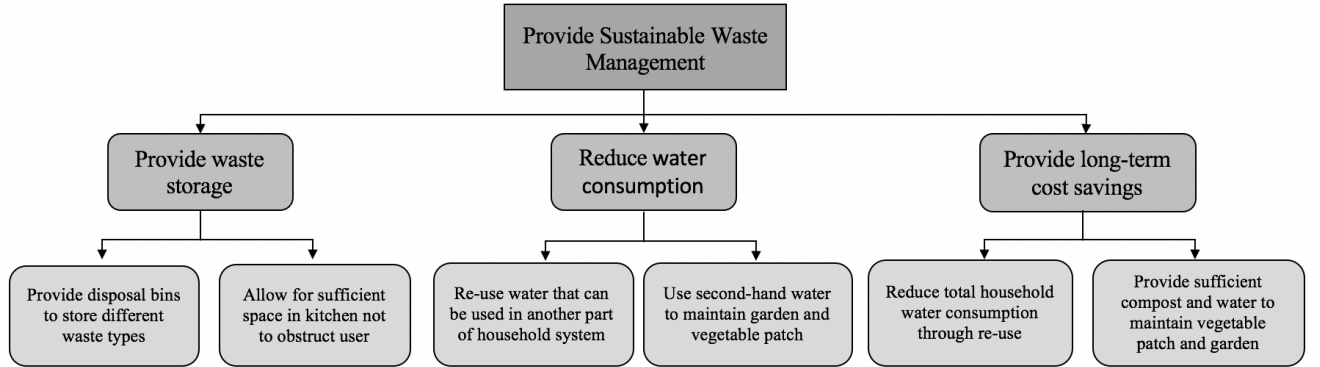 Provide Sustainable Waste
Management
Provide waste
storage
Reduce water
consumption
Provide long-term
cost savings
Provide disposal bins
to store different
waste types
Allow for sufficient
space in kitchen not
to obstruct user
Re-use water that can
be used in another part
of household system
Use second-hand water
to maintain garden and
vegetable patch
Reduce total household
water consumption
through re-use
Provide sufficient
compost and water to
maintain vegetable
patch and garden